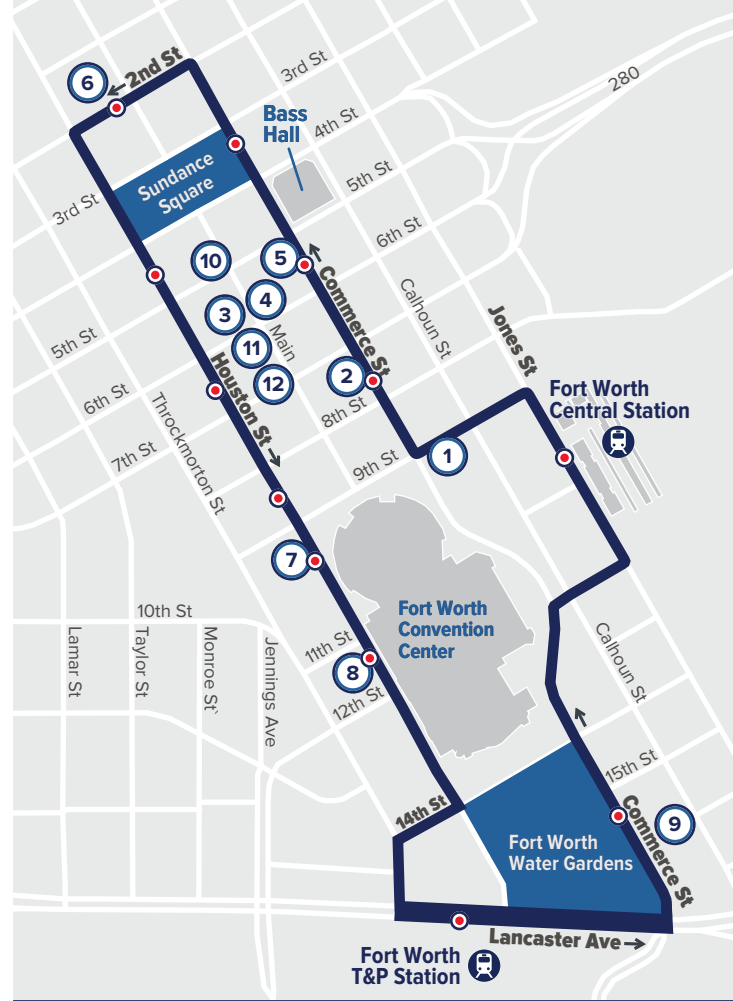 6
← 2nd St
3rd St
280
Bass
Hall
4th St
Sundance
Square
5th St
3rd St
6th St
10
5
Commerce St
Calhoun St
4
3
Main
Jones St
5th St
11
2
12
Houston St
Fort Worth
Central Station
6th St
Throckmorton St
8th St
7th St
9th St
1
7
Fort Worth
Convention
Center
10th St
11th St
Lamar St
Taylor St
Monroe St`
Jennings Ave
Calhoun St
8
12th St
15th St
14th St
Commerce St
9
Fort Worth
Water Gardens
Lancaster Ave →
Fort Worth
T&P Station